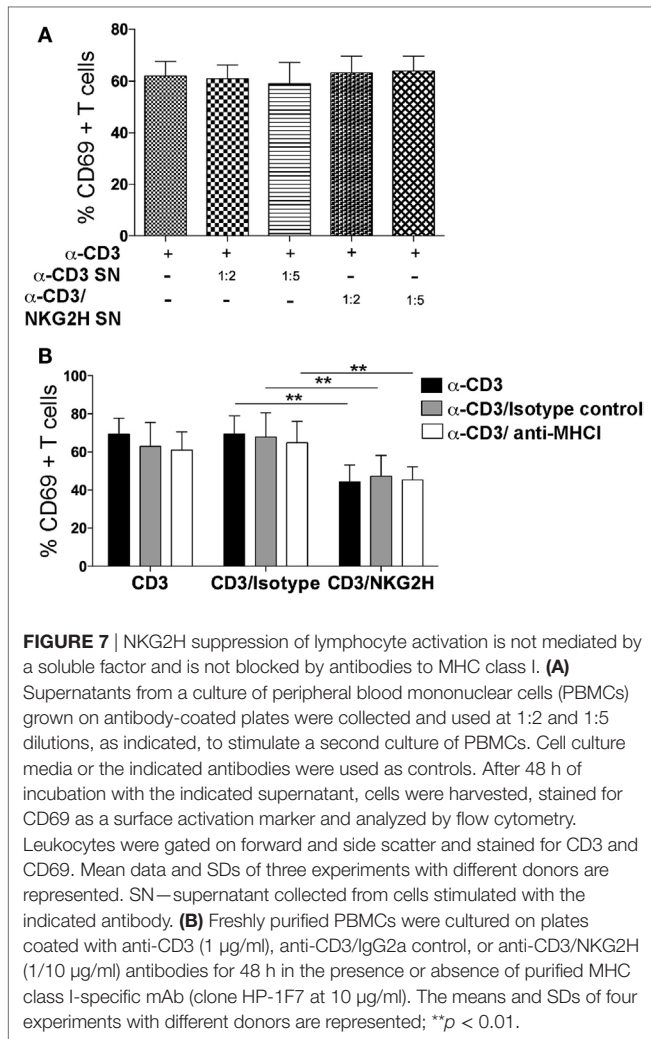 A
80
60
40
20
0
% CD69 + T cells
α-CD3 + + + + +
α-CD3 SN - 1:2 1:5 - -
α-CD3/
NKG2H SN - - - 1:2 1:5
B
100
80
60
40
20
0
% CD69 + T cells
**
**
**
α-CD3
α-CD3/Isotype control
α-CD3/ anti-MHCI
CD3 CD3/Isotype CD3/NKG2H
FIGURE 7 | NKG2H suppression of lymphocyte activation is not mediated by
a soluble factor and is not blocked by antibodies to MHC class I. (A)
Supernatants from a culture of peripheral blood mononuclear cells (PBMCs)
grown on antibody-coated plates were collected and used at 1:2 and 1:5
dilutions, as indicated, to stimulate a second culture of PBMCs. Cell culture
media or the indicated antibodies were used as controls. After 48 h of
incubation with the indicated supernatant, cells were harvested, stained for
CD69 as a surface activation marker and analyzed by flow cytometry.
Leukocytes were gated on forward and side scatter and stained for CD3 and
CD69. Mean data and SDs of three experiments with different donors are
represented. SN—supernatant collected from cells stimulated with the
indicated antibody. (B) Freshly purified PBMCs were cultured on plates
coated with anti-CD3 (1 μg/ml), anti-CD3/IgG2a control, or anti-CD3/NKG2H
(1/10 μg/ml) antibodies for 48 h in the presence or absence of purified MHC
class I-specific mAb (clone HP-1F7 at 10 μg/ml). The means and SDs of four
experiments with different donors are represented; **p < 0.01.